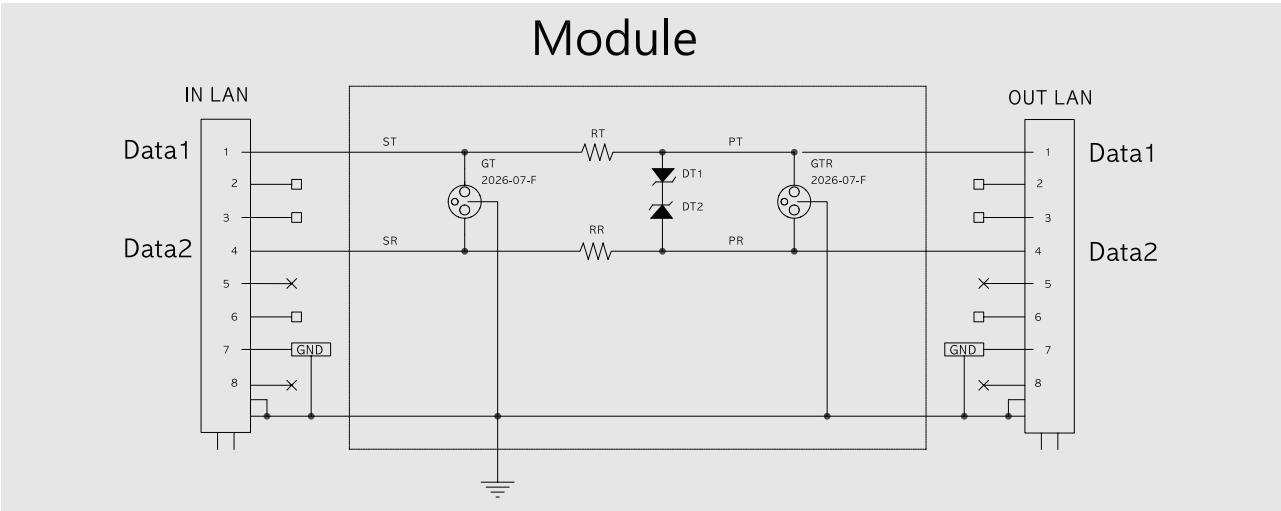 Module
IN LAN
OUT LAN
Data1
1
ST
RT
PT
1
Data1
GT
2026-07-F
DT1
GTR
2026-07-F
2
2
DT2
3
3
Data2
4
SR
RR
PR
4
Data2
5
5
6
6
7
GND
GND
7
8
8